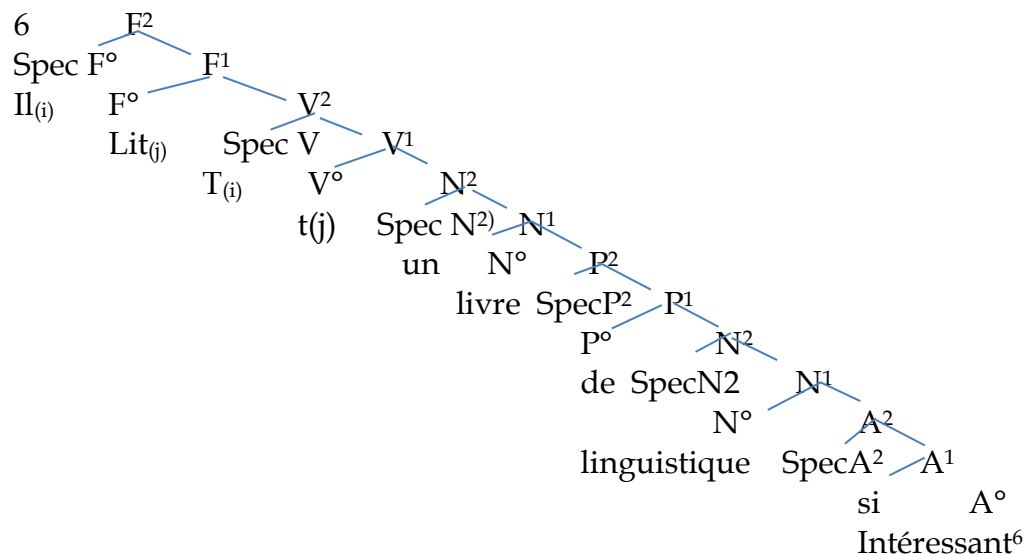 6 F²
Spec F° F¹
Il₍ᵢ₎ F° V²
Lit₍ⱼ₎ Spec V V¹
T₍ᵢ₎ V° N²
t(j) Spec N²⁾ N¹
un N° P²
livre SpecP² P¹
P° N²
de SpecN2 N¹
N° A²
linguistique SpecA² A¹
si A°
Intéressant⁶